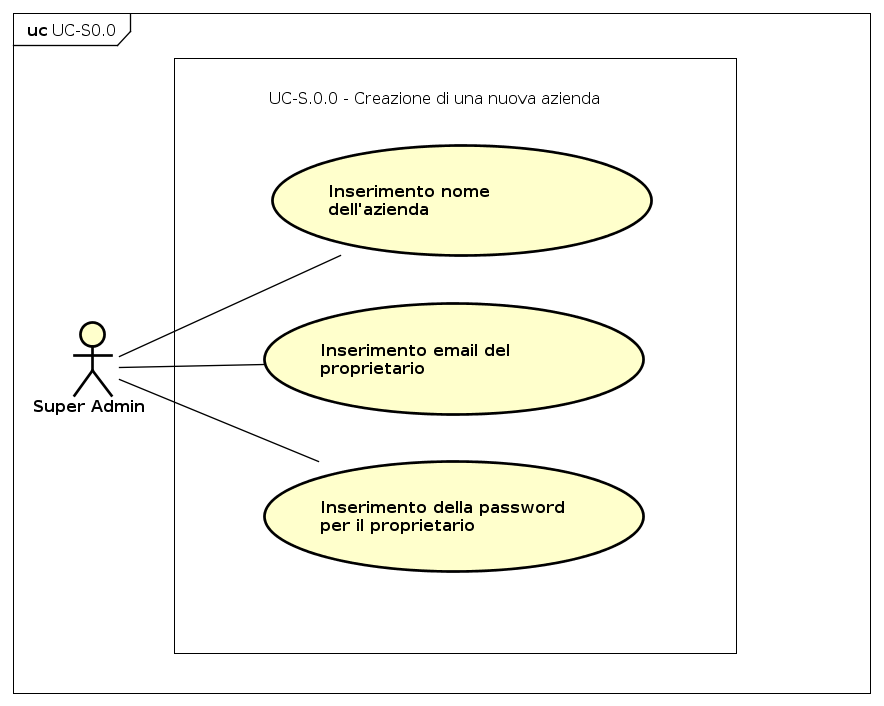 uc UC-S0.0
UC-S.0.0 - Creazione di una nuova azienda
Inserimento nome
dell'azienda
Inserimento email del
proprietario
Super Admin
Inserimento della password
per il proprietario